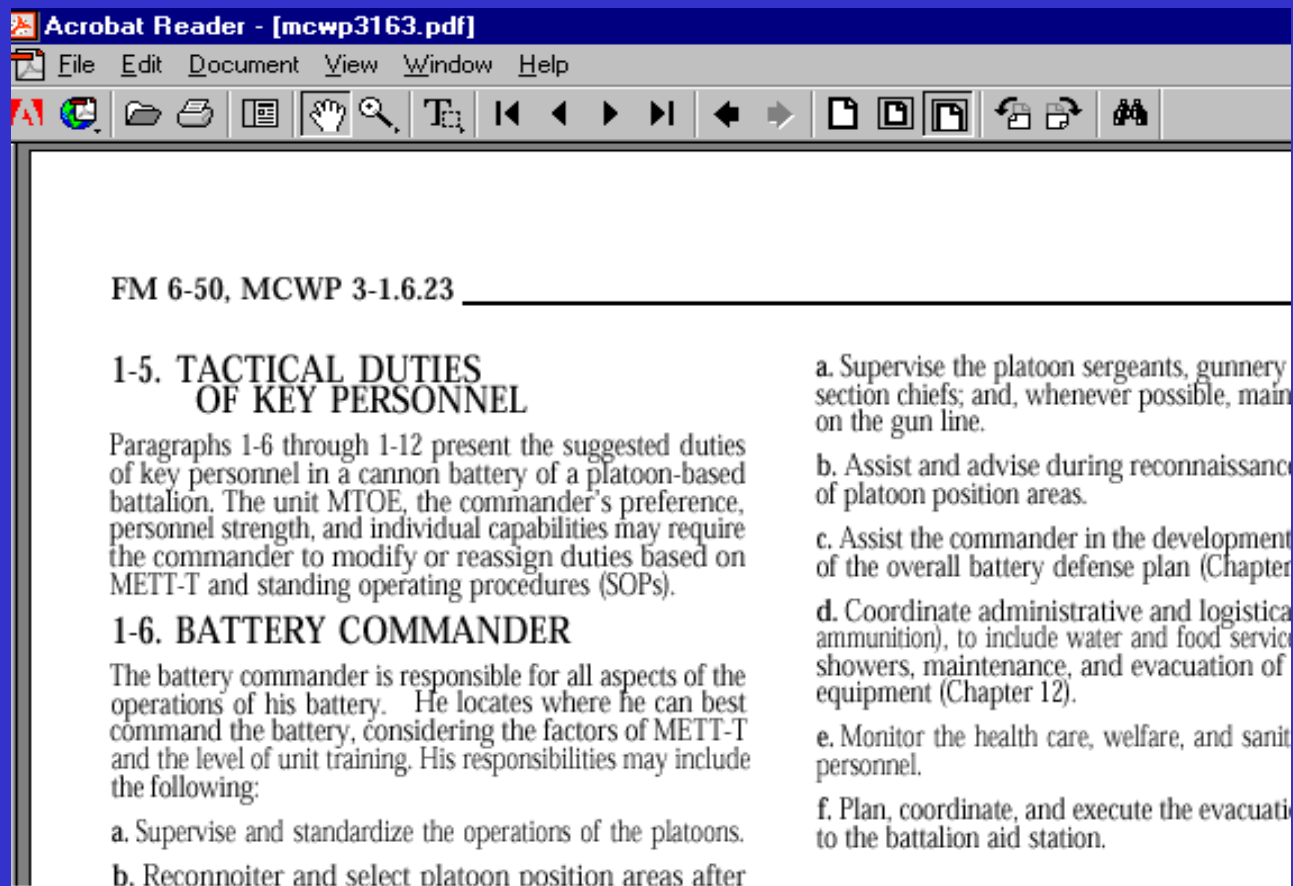 Acrobat Reader - [mcwp3163.pdf]
File Edit Document View Window Help
FM 6-50, MCWP 3-1.6.23
1-5. TACTICAL DUTIES
OF KEY PERSONNEL
Paragraphs 1-6 through 1-12 present the suggested duties
of key personnel in a cannon battery of a platoon-based
battalion. The unit MTOE, the commander's preference,
personnel strength, and individual capabilities may require
the commander to modify or reassign duties based on
METT-T and standing operating procedures (SOPs).
1-6. BATTERY COMMANDER
The battery commander is responsible for all aspects of the
operations of his battery. He locates where he can best
command the battery, considering the factors of METT-T
and the level of unit training. His responsibilities may include
the following:
a. Supervise and standardize the operations of the platoons.
b. Reconnoiter and select platoon position areas after
a. Supervise the platoon sergeants, gunnery
section chiefs; and, whenever possible, main
on the gun line.
b. Assist and advise during reconnaissanc
of platoon position areas.
c. Assist the commander in the development
of the overall battery defense plan (Chapter
d. Coordinate administrative and logistica
ammunition), to include water and food servic
showers, maintenance, and evacuation of
equipment (Chapter 12).
e. Monitor the health care, welfare, and sanit
personnel.
f. Plan, coordinate, and execute the evacuati
to the battalion aid station.